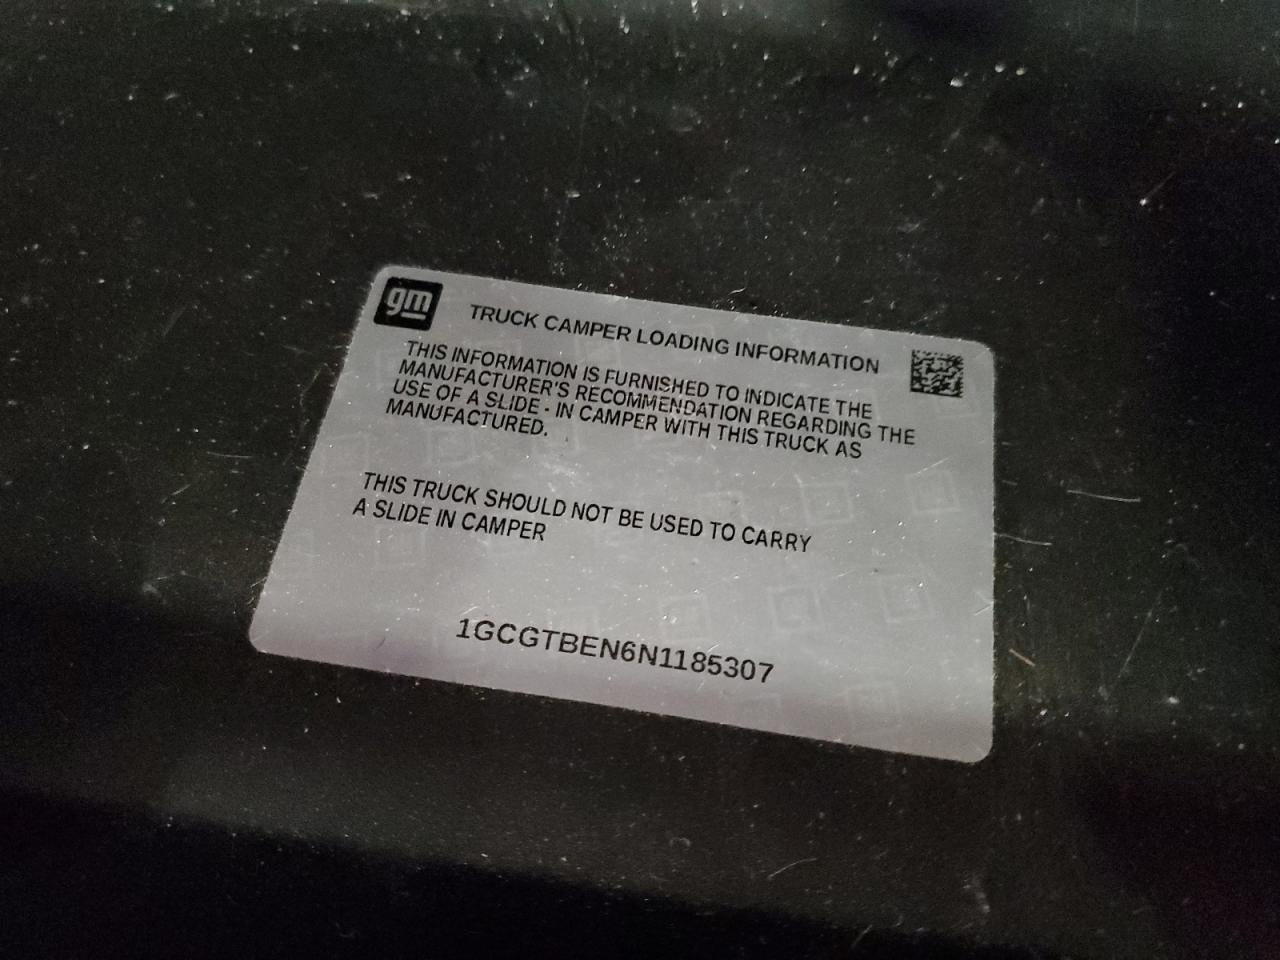 gm
TRUCK CAMPER LOADING INFORMATION
THIS INFORMATION IS FURNISHED TO INDICATE THE
MANUFACTURER'S RECOMMENDATION REGARDING THE
USE OF A SLIDE - IN CAMPER WITH THIS TRUCK AS
MANUFACTURED.
THIS TRUCK SHOULD NOT BE USED TO CARRY
A SLIDE IN CAMPER
1GCGTBEN6N1185307